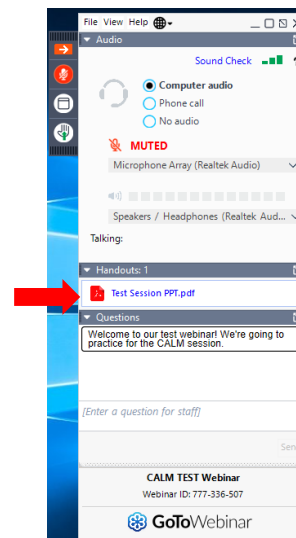 File View Help
Audio
Sound Check
Computer audio
Phone call
No audio
MUTED
Microphone Array (Realtek Audio)
Speakers / Headphones (Realtek Aud...
Talking:
Handouts: 1
Test Session PPT.pdf
Questions
Welcome to our test webinar! We're going to
practice for the CALM session.
[Enter a question for staff]
CALM TEST Webinar
Webinar ID: 777-336-507
GoToWebinar